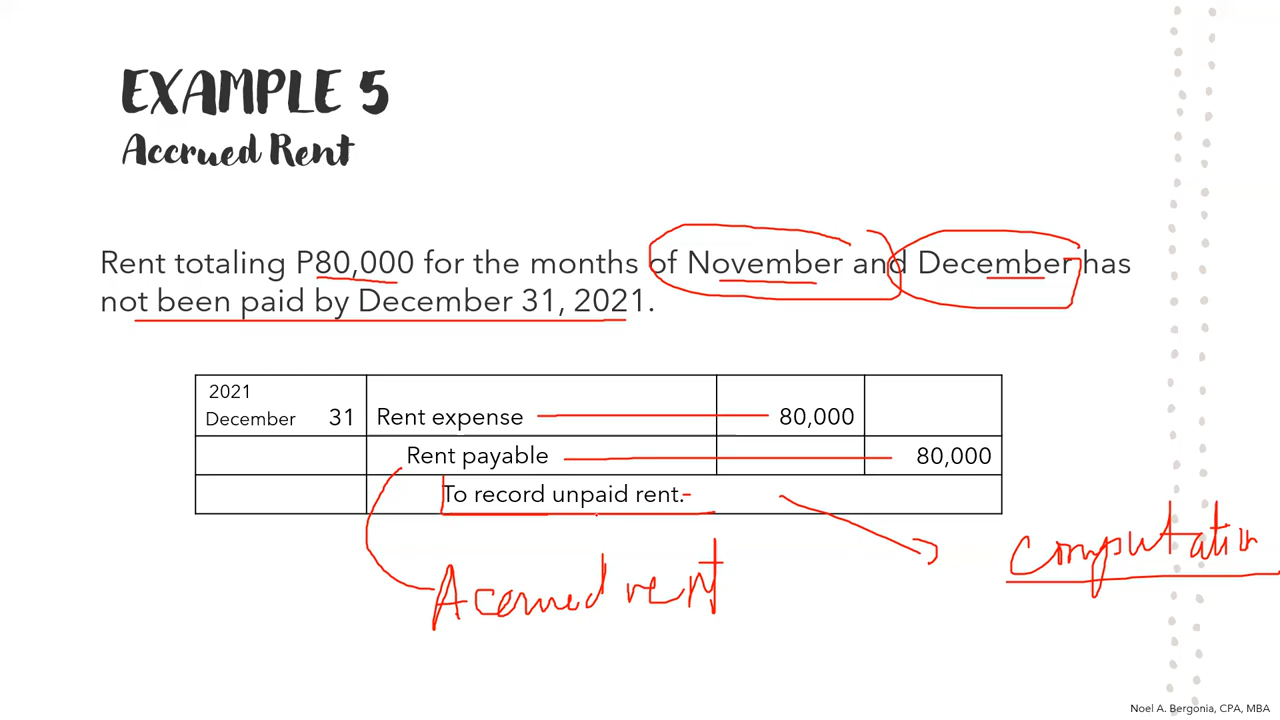 EXAMPLE 5
Accrued Rent
Rent totaling P80,000 for the months of November and December has
not been paid by December 31, 2021.
2021
December 31 Rent expense 80,000
Rent payable 80,000
To record unpaid rent.
Computation
Accrued rent
Noel A. Bergonia, CPA, MBA